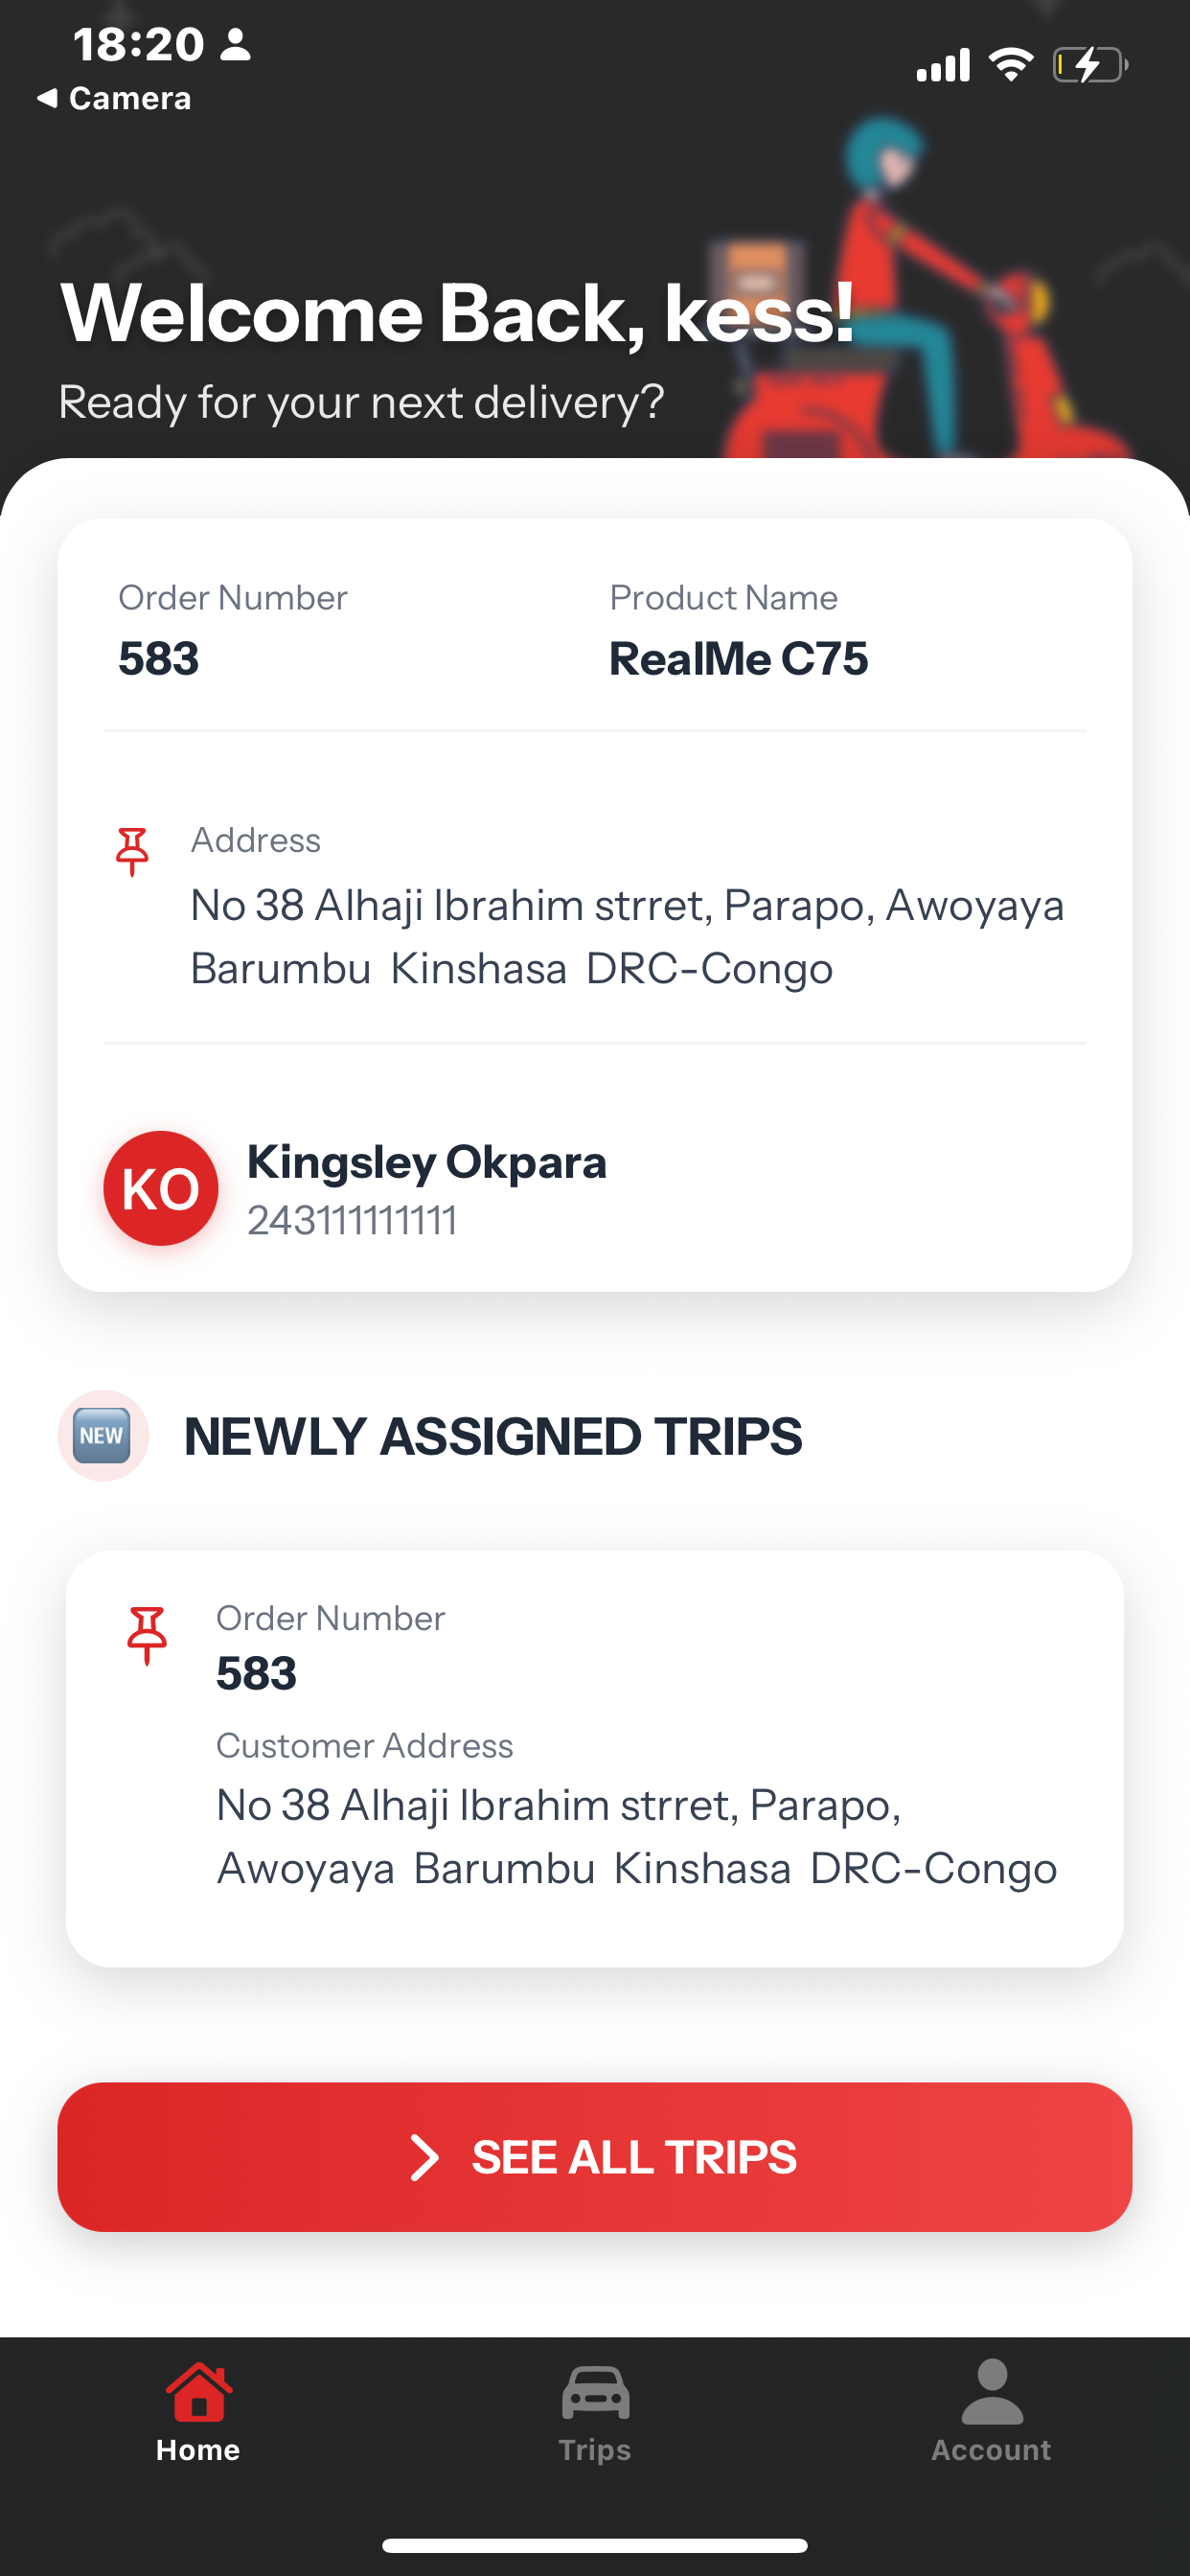 18:20
◀ Camera
Welcome Back, kess!
Ready for your next delivery?
Order Number
583
Product Name
RealMe C75
Address
No 38 Alhaji Ibrahim strret, Parapo, Awoyaya
Barumbu Kinshasa DRC-Congo
KO
Kingsley Okpara
243111111111
NEW
NEWLY ASSIGNED TRIPS
Order Number
583
Customer Address
No 38 Alhaji Ibrahim strret, Parapo,
Awoyaya Barumbu Kinshasa DRC-Congo
SEE ALL TRIPS
Home
Trips
Account